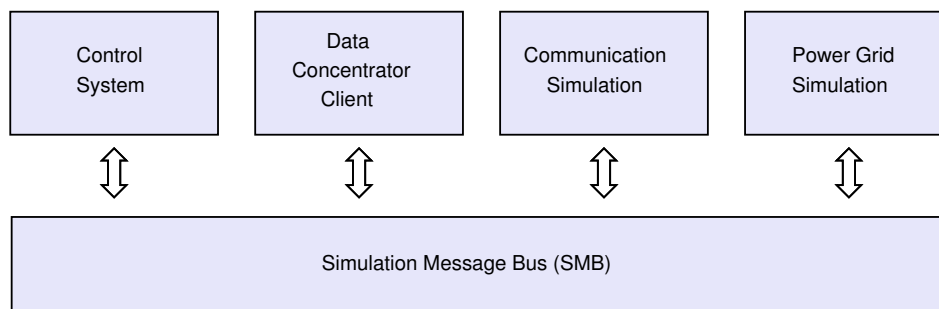 Control
System
Data
Concentrator
Client
Communication
Simulation
Power Grid
Simulation
Simulation Message Bus (SMB)